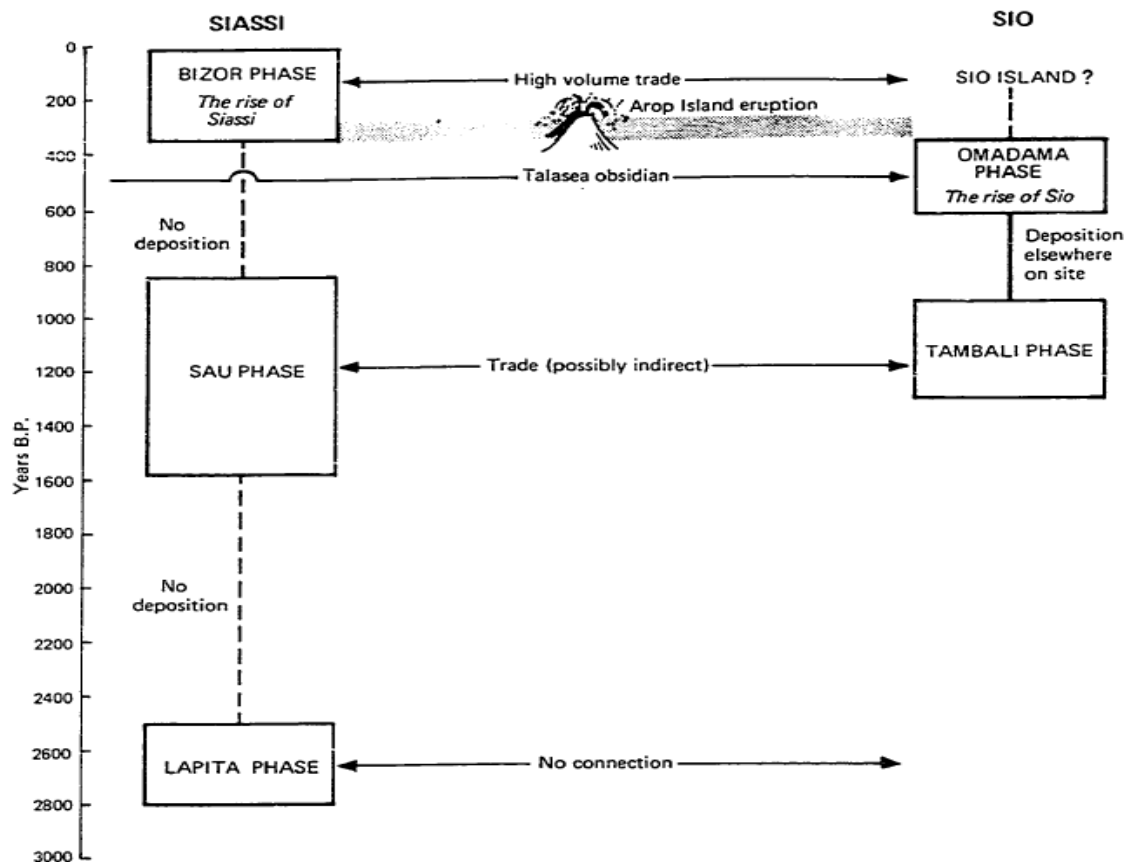 SIASSI
SIO
0
200
400
600
800
1000
1200
1400
1600
1800
2000
2200
2400
2600
2800
3000
Years B.P.
BIZOR PHASE
The rise of
Siassi
High volume trade
SIO ISLAND ?
Arop Island eruption
OMADAMA
PHASE
The rise of Sio
Talasea obsidian
No
deposition
Deposition
elsewhere
on site
SAU PHASE
Trade (possibly indirect)
TAMBALI PHASE
No
deposition
LAPITA PHASE
No connection